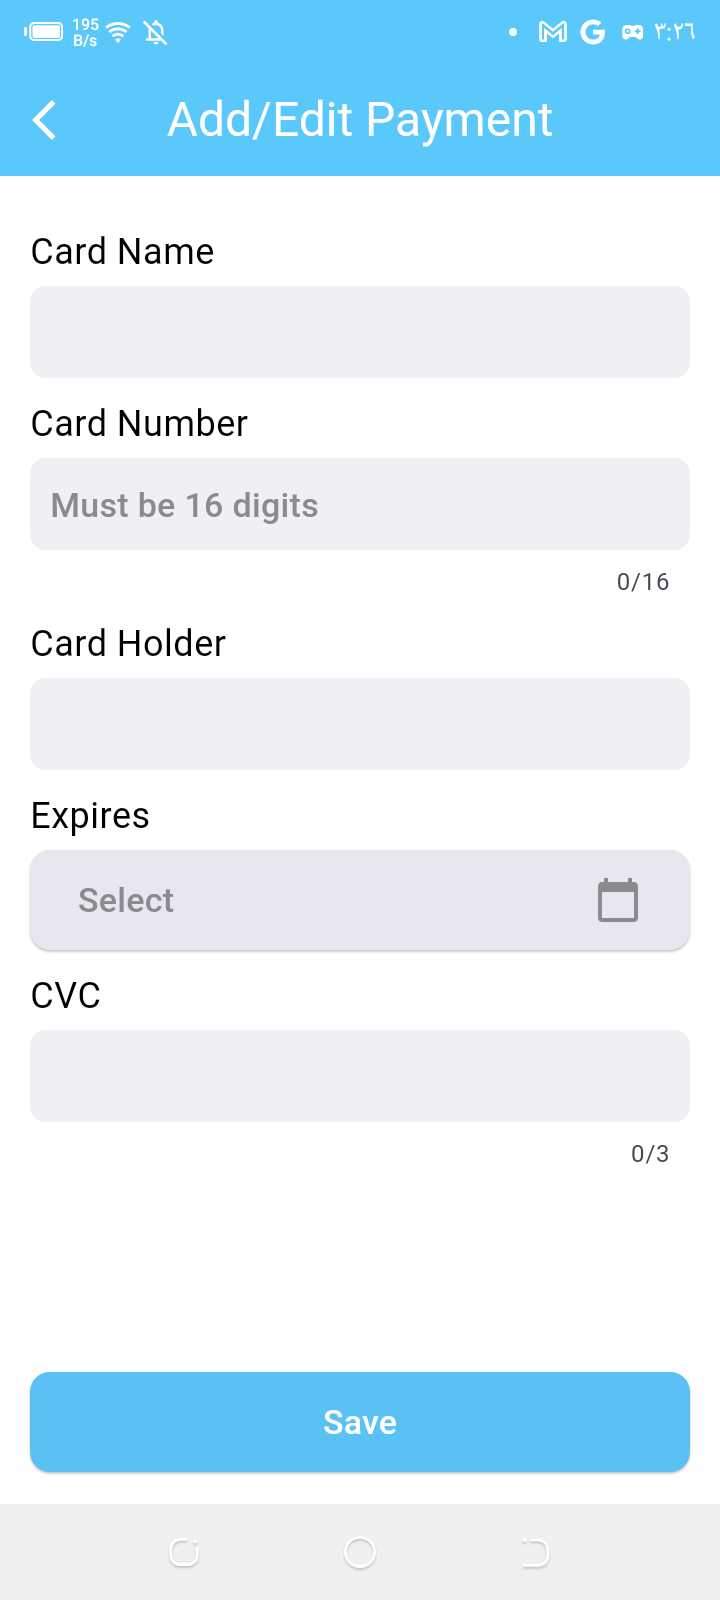 195
B/s
٣:٢٦
Add/Edit Payment
Card Name
Card Number
Must be 16 digits
0/16
Card Holder
Expires
Select
CVC
0/3
Save